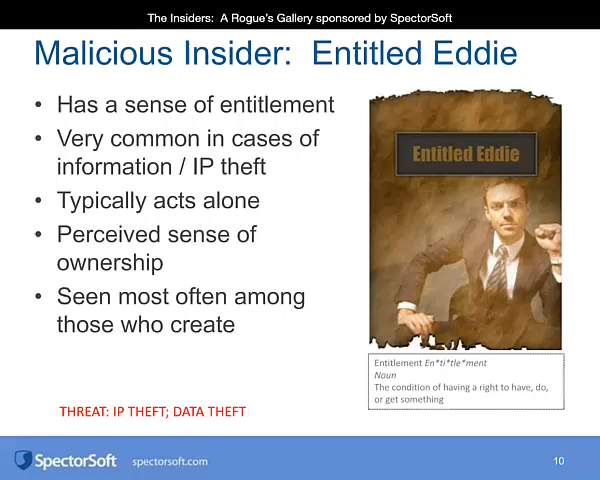 The Insiders:  A Rogue's Gallery sponsored by SpectorSoft
Malicious Insider:  Entitled Eddie
• Has a sense of entitlement
• Very common in cases of
information / IP theft
• Typically acts alone
• Perceived sense of
ownership
• Seen most often among
those who create
Entitled Eddie
Entitlement En*ti*tle*ment
Noun
The condition of having a right to have, do,
or get something
THREAT: IP THEFT; DATA THEFT
SpectorSoft
spectorsoft.com
10